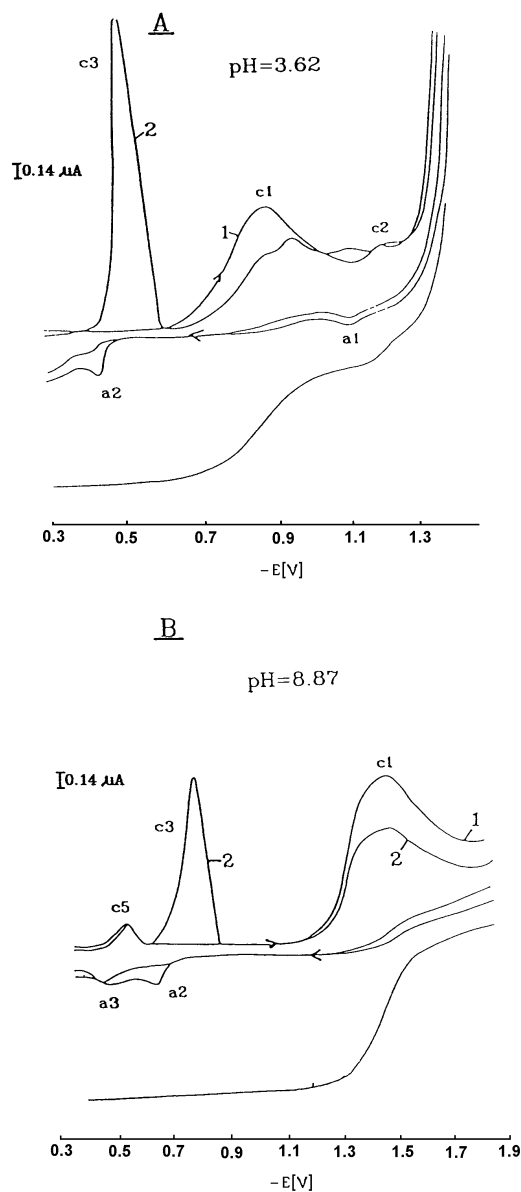 A
pH=3.62
c3
2
0.14 µA
1
c1
c2
a1
a2
0.3 0.5 0.7 0.9 1.1 1.3
–E[V]
B
pH=8.87
0.14 µA
c1
1
c3
2
2
c5
a3
a2
0.3 0.5 0.7 0.9 1.1 1.3 1.5 1.7 1.9
–E[V]